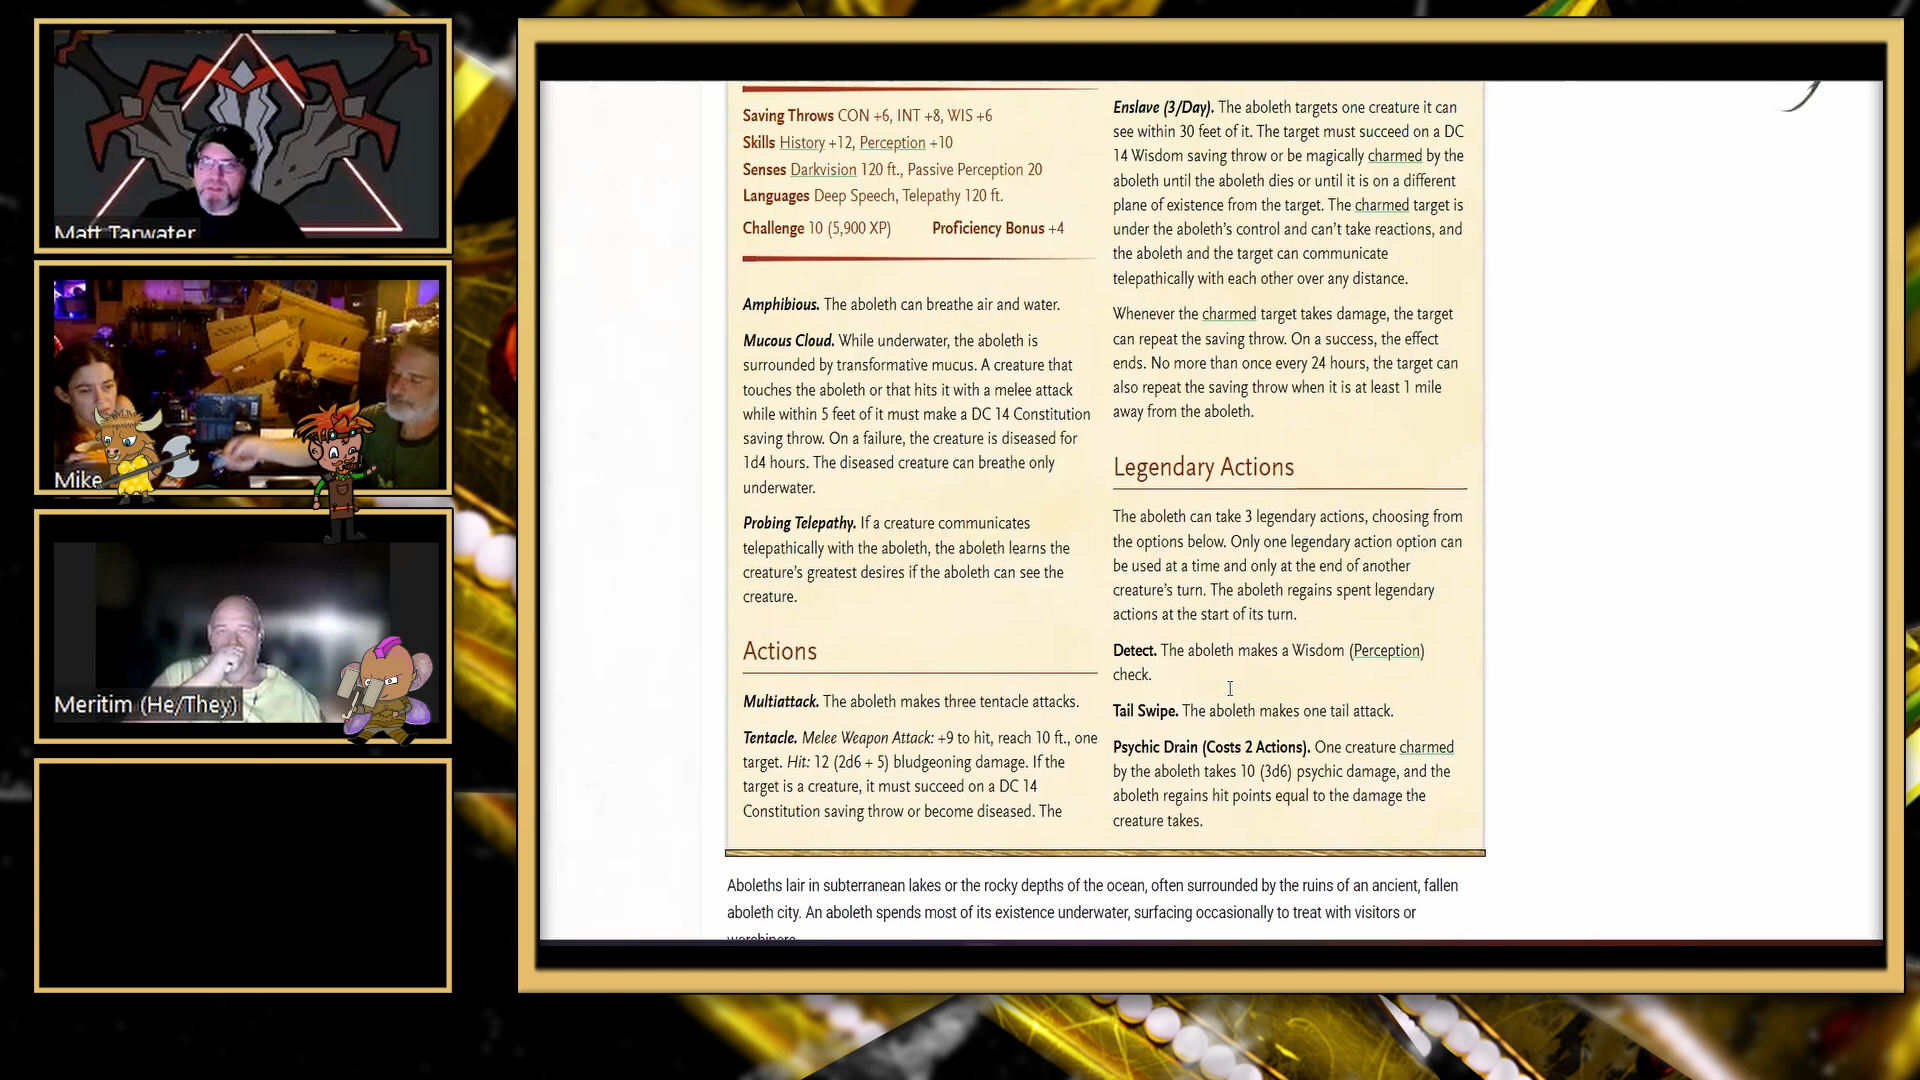 Matt Tarwater
Mike
Meritim (He/They)
Saving Throws CON +6, INT +8, WIS +6
Skills History +12, Perception +10
Senses Darkvision 120 ft., Passive Perception 20
Languages Deep Speech, Telepathy 120 ft.
Challenge 10 (5,900 XP) Proficiency Bonus +4
Amphibious. The aboleth can breathe air and water.
Mucous Cloud. While underwater, the aboleth is
surrounded by transformative mucus. A creature that
touches the aboleth or that hits it with a melee attack
while within 5 feet of it must make a DC 14 Constitution
saving throw. On a failure, the creature is diseased for
1d4 hours. The diseased creature can breathe only
underwater.
Probing Telepathy. If a creature communicates
telepathically with the aboleth, the aboleth learns the
creature's greatest desires if the aboleth can see the
creature.
Actions
Multiattack. The aboleth makes three tentacle attacks.
Tentacle. Melee Weapon Attack: +9 to hit, reach 10 ft., one
target. Hit: 12 (2d6 + 5) bludgeoning damage. If the
target is a creature, it must succeed on a DC 14
Constitution saving throw or become diseased. The
Enslave (3/Day). The aboleth targets one creature it can
see within 30 feet of it. The target must succeed on a DC
14 Wisdom saving throw or be magically charmed by the
aboleth until the aboleth dies or until it is on a different
plane of existence from the target. The charmed target is
under the aboleth's control and can't take reactions, and
the aboleth and the target can communicate
telepathically with each other over any distance.
Whenever the charmed target takes damage, the target
can repeat the saving throw. On a success, the effect
ends. No more than once every 24 hours, the target can
also repeat the saving throw when it is at least 1 mile
away from the aboleth.
Legendary Actions
The aboleth can take 3 legendary actions, choosing from
the options below. Only one legendary action option can
be used at a time and only at the end of another
creature's turn. The aboleth regains spent legendary
actions at the start of its turn.
Detect. The aboleth makes a Wisdom (Perception)
check.
Tail Swipe. The aboleth makes one tail attack.
Psychic Drain (Costs 2 Actions). One creature charmed
by the aboleth takes 10 (3d6) psychic damage, and the
aboleth regains hit points equal to the damage the
creature takes.
Aboleths lair in subterranean lakes or the rocky depths of the ocean, often surrounded by the ruins of an ancient, fallen
aboleth city. An aboleth spends most of its existence underwater, surfacing occasionally to treat with visitors or